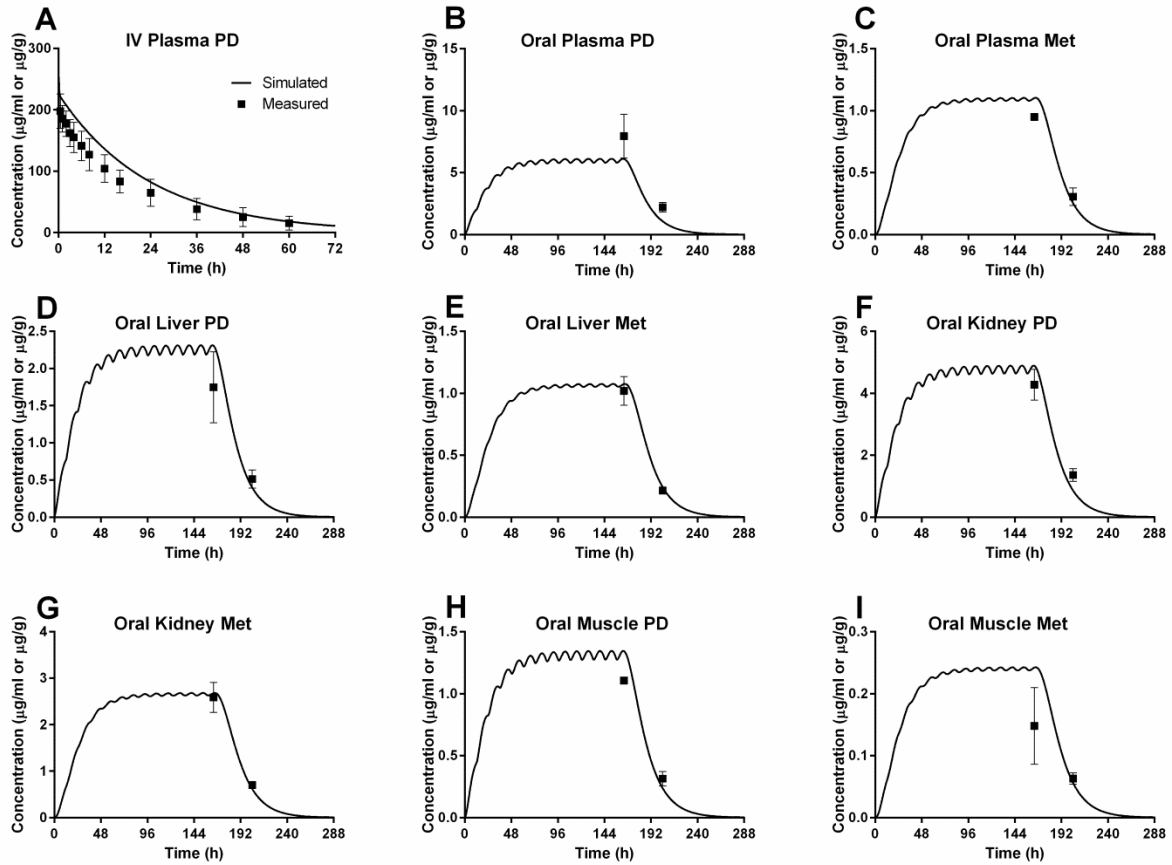 A
IV Plasma PD
Concentration (μg/ml or μg/g)
300
200
100
0
0 12 24 36 48 60 72
Time (h)
Simulated
Measured
B
Oral Plasma PD
Concentration (μg/ml or μg/g)
15
10
5
0
0 48 96 144 192 240 288
Time (h)
C
Oral Plasma Met
Concentration (μg/ml or μg/g)
1.5
1.0
0.5
0.0
0 48 96 144 192 240 288
Time (h)
D
Oral Liver PD
Concentration (μg/ml or μg/g)
2.5
2.0
1.5
1.0
0.5
0.0
0 48 96 144 192 240 288
Time (h)
E
Oral Liver Met
Concentration (μg/ml or μg/g)
1.5
1.0
0.5
0.0
0 48 96 144 192 240 288
Time (h)
F
Oral Kidney PD
Concentration (μg/ml or μg/g)
6
4
2
0
0 48 96 144 192 240 288
Time (h)
G
Oral Kidney Met
Concentration (μg/ml or μg/g)
4
3
2
1
0
0 48 96 144 192 240 288
Time (h)
H
Oral Muscle PD
Concentration (μg/ml or μg/g)
1.5
1.0
0.5
0.0
0 48 96 144 192 240 288
Time (h)
I
Oral Muscle Met
Concentration (μg/ml or μg/g)
0.3
0.2
0.1
0.0
0 48 96 144 192 240 288
Time (h)